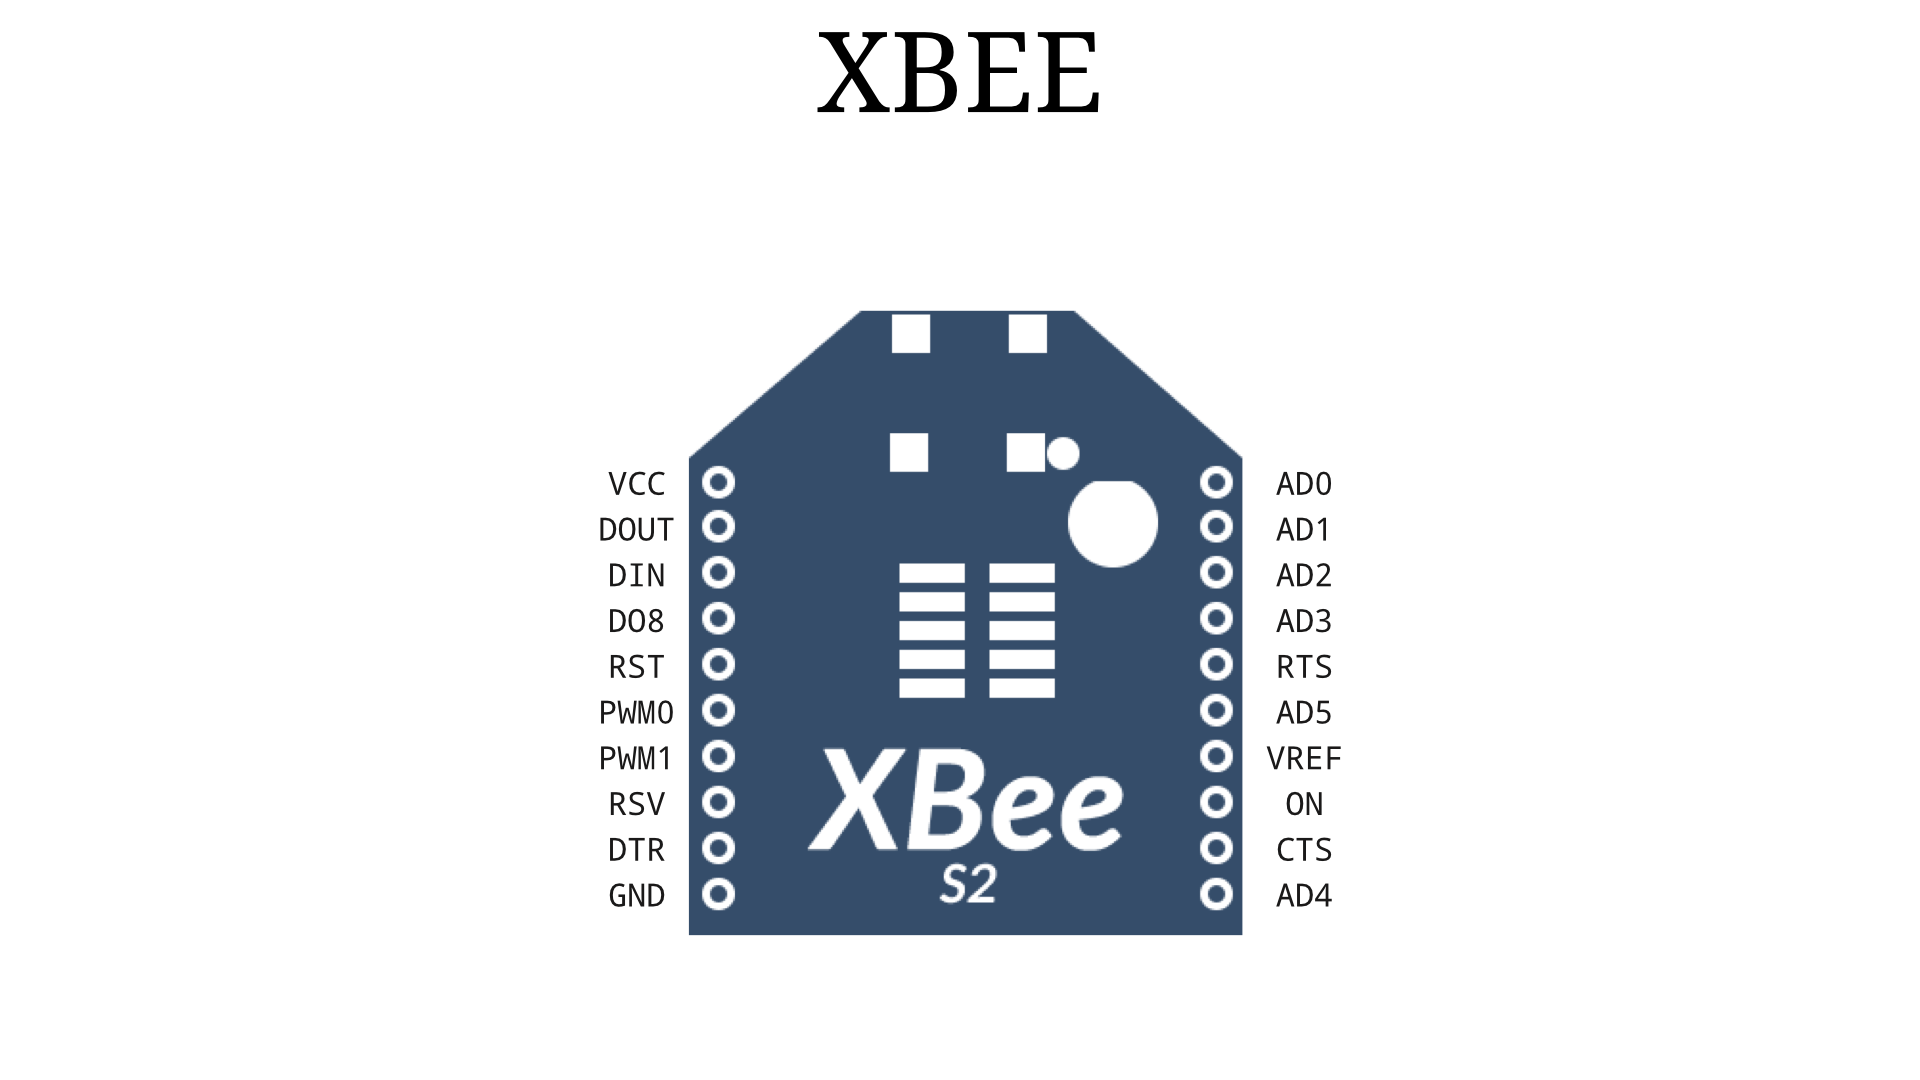 XBEE
VCC
DOUT
DIN
DO8
RST
PWM0
PWM1
RSV
DTR
GND
AD0
AD1
AD2
AD3
RTS
AD5
VREF
ON
CTS
AD4
XBee
S2